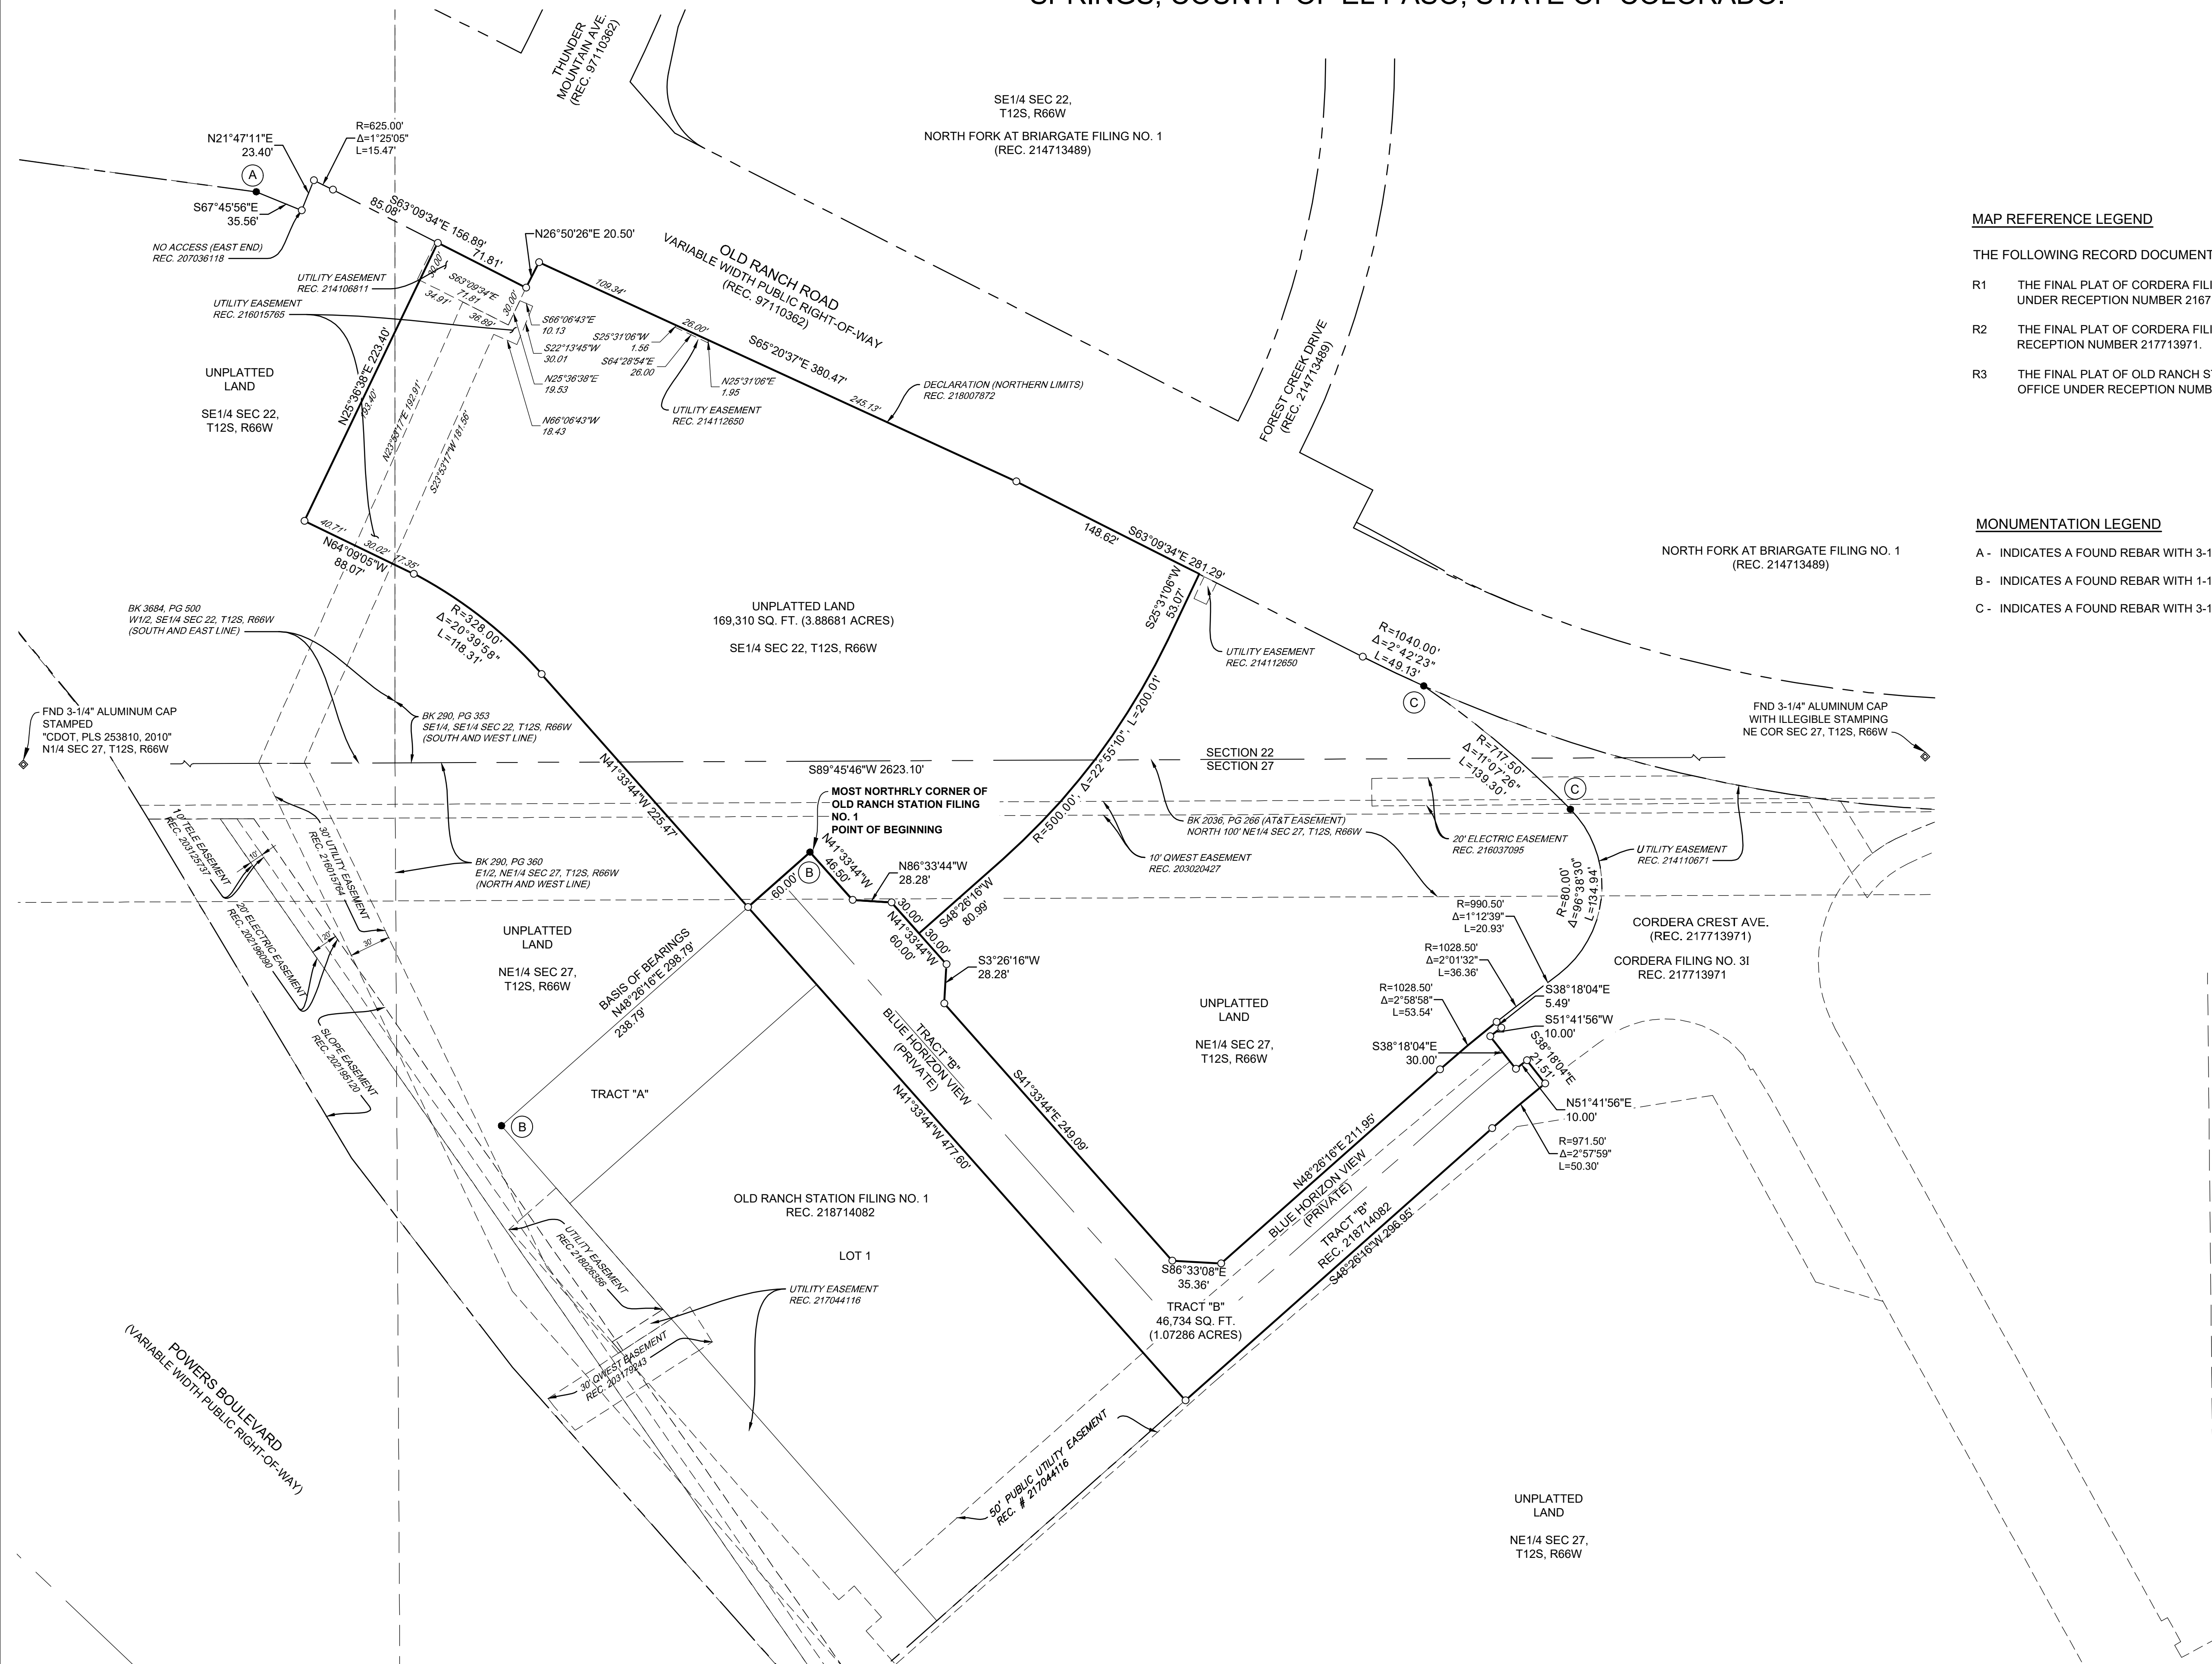 SPRINGS, COUNTY OF EL PASO, STATE OF COLORADO.
THUNDER
MOUNTAIN AVE.
(REC. 97110362)
SE1/4 SEC 22,
T12S, R66W
NORTH FORK AT BRIARGATE FILING NO. 1
(REC. 214713489)
R=625.00'
Δ=1°25'05"
L=15.47'
N21°47'11"E
23.40'
A
S67°45'56"E
35.56'
NO ACCESS (EAST END)
REC. 207036118
S63°09'34"E 156.89'
85.08'
71.81'
N26°50'26"E 20.50'
UTILITY EASEMENT
REC. 214106811
UTILITY EASEMENT
REC. 216015765
30.00'
S63°09'34"E
71.81
34.91'
36.89'
30.00'
S66°06'43"E
10.13
S22°13'45"W
30.01
N25°36'38"E
19.53
N66°06'43"W
18.43
109.34'
26.00'
S25°31'06"W
1.56
S64°28'54"E
26.00
N25°31'06"E
1.95
UTILITY EASEMENT
REC. 214112650
OLD RANCH ROAD
VARIABLE WIDTH PUBLIC RIGHT-OF-WAY
(REC. 97110362)
S65°20'37"E 380.47'
245.13'
DECLARATION (NORTHERN LIMITS)
REC. 218007872
FOREST CREEK DRIVE
(REC. 214713489)
MAP REFERENCE LEGEND
THE FOLLOWING RECORD DOCUMENT
R1 THE FINAL PLAT OF CORDERA FILI
UNDER RECEPTION NUMBER 2167
R2 THE FINAL PLAT OF CORDERA FILI
RECEPTION NUMBER 217713971.
R3 THE FINAL PLAT OF OLD RANCH S
OFFICE UNDER RECEPTION NUMB
MONUMENTATION LEGEND
A - INDICATES A FOUND REBAR WITH 3-1
B - INDICATES A FOUND REBAR WITH 1-1
C - INDICATES A FOUND REBAR WITH 3-1
UNPLATTED
LAND
SE1/4 SEC 22,
T12S, R66W
N25°36'38"E 223.40'
193.40'
N23°53'17"E 192.91'
S23°53'17"W 181.56'
40.71'
30.02'
17.35'
N64°09'05"W
88.07'
R=328.00'
Δ=20°39'58"
L=118.31'
148.62'
S63°09'34"E 281.29'
S25°31'06"W
53.07'
UTILITY EASEMENT
REC. 214112650
NORTH FORK AT BRIARGATE FILING NO. 1
(REC. 214713489)
UNPLATTED LAND
169,310 SQ. FT. (3.88681 ACRES)
SE1/4 SEC 22, T12S, R66W
BK 3684, PG 500
W1/2, SE1/4 SEC 22, T12S, R66W
(SOUTH AND EAST LINE)
R=1040.00'
Δ=2°42'23"
L=49.13'
C
FND 3-1/4" ALUMINUM CAP
STAMPED
"CDOT, PLS 253810, 2010"
N1/4 SEC 27, T12S, R66W
BK 290, PG 353
SE1/4, SE1/4 SEC 22, T12S, R66W
(SOUTH AND WEST LINE)
FND 3-1/4" ALUMINUM CAP
WITH ILLEGIBLE STAMPING
NE COR SEC 27, T12S, R66W
SECTION 22
SECTION 27
S89°45'46"W 2623.10'
R=717.50'
Δ=11°07'26"
L=139.30'
C
N41°33'44"W 225.47'
R=500.00', Δ=22°55'10", L=200.01'
MOST NORTHRLY CORNER OF
OLD RANCH STATION FILING
NO. 1
POINT OF BEGINNING
BK 2036, PG 266 (AT&T EASEMENT)
NORTH 100' NE1/4 SEC 27, T12S, R66W
20' ELECTRIC EASEMENT
REC. 216037095
UTILITY EASEMENT
REC. 214110671
10' QWEST EASEMENT
REC. 203020427
10' TELE EASEMENT
REC. 203125737
10'
30' UTILITY EASEMENT
REC. 216015764
BK 290, PG 360
E1/2, NE1/4 SEC 27, T12S, R66W
(NORTH AND WEST LINE)
N41°33'44"W
46.50'
B
60.00'
N86°33'44"W
28.28'
30.00'
S48°26'16"W
80.99'
30.00'
N41°33'44"W
60.00'
S3°26'16"W
28.28'
R=80.00'
Δ=96°38'30"
L=134.94'
R=990.50'
Δ=1°12'39"
L=20.93'
CORDERA CREST AVE.
(REC. 217713971)
CORDERA FILING NO. 3I
REC. 217713971
R=1028.50'
Δ=2°01'32"
L=36.36'
R=1028.50'
Δ=2°58'58"
L=53.54'
S38°18'04"E
5.49'
S51°41'56"W
10.00'
S38°18'04"E
30.00'
S38°18'04"E
21.51'
N51°41'56"E
10.00'
R=971.50'
Δ=2°57'59"
L=50.30'
20' ELECTRIC EASEMENT
REC. 202196090
20'
30'
UNPLATTED
LAND
NE1/4 SEC 27,
T12S, R66W
BASIS OF BEARINGS
N48°26'16"E 298.79'
238.79'
SLOPE EASEMENT
REC. 202195120
TRACT "B"
BLUE HORIZON VIEW
(PRIVATE)
UNPLATTED
LAND
NE1/4 SEC 27,
T12S, R66W
TRACT "A"
B
N41°33'44"W 477.60'
S41°33'44"E 249.09'
N48°26'16"E 211.95'
BLUE HORIZON VIEW
(PRIVATE)
TRACT "B"
REC. 218714082
S48°26'16"W 296.95'
OLD RANCH STATION FILING NO. 1
REC. 218714082
LOT 1
UTILITY EASEMENT
REC 218026356
S86°33'08"E
35.36'
UTILITY EASEMENT
REC. 217044116
TRACT "B"
46,734 SQ. FT.
(1.07286 ACRES)
30' QWEST EASEMENT
REC. 203179243
POWERS BOULEVARD
(VARIABLE WIDTH PUBLIC RIGHT-OF-WAY)
50' PUBLIC UTILITY EASEMENT
REC. # 217044116
UNPLATTED
LAND
NE1/4 SEC 27,
T12S, R66W